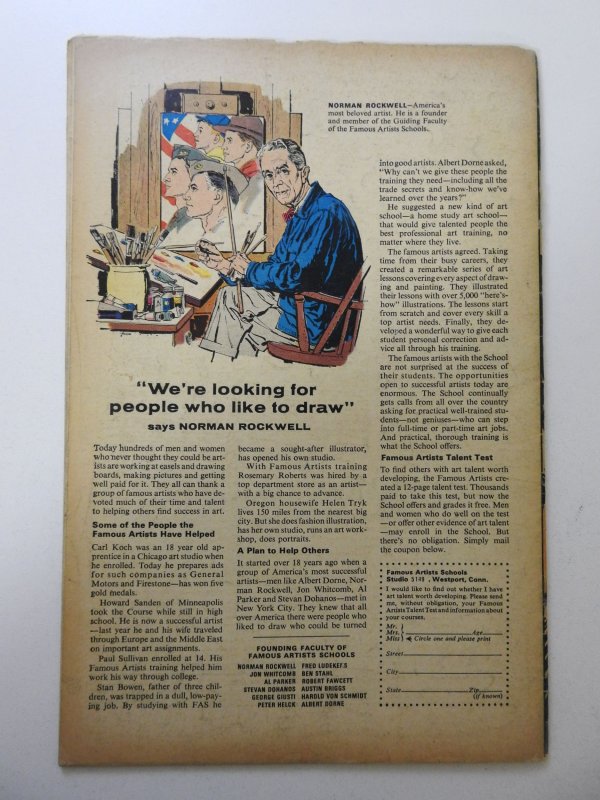 NORMAN ROCKWELL—America's
most beloved artist. He is a founder
and member of the Guiding Faculty
of the Famous Artists Schools.
"We're looking for
people who like to draw"
says NORMAN ROCKWELL
Today hundreds of men and women
who never thought they could be art-
ists are working at easels and drawing
boards, making pictures and getting
well paid for it. They all can thank a
group of famous artists who have de-
voted much of their time and talent
to helping others find success in art.
Some of the People the
Famous Artists Have Helped
Carl Koch was an 18 year old ap-
prentice in a Chicago art studio when
he enrolled. Today he prepares ads
for such companies as General
Motors and Firestone—has won five
gold medals.
Howard Sanden of Minneapolis
took the Course while still in high
school. He is now a successful artist
—last year he and his wife traveled
through Europe and the Middle East
on important art assignments.
Paul Sullivan enrolled at 14. His
Famous Artists training helped him
work his way through college.
Stan Bowen, father of three chil-
dren, was trapped in a dull, low-pay-
ing job. By studying with FAS he
became a sought-after illustrator,
has opened his own studio.
With Famous Artists training
Rosemary Roberts was hired by a
top department store as an artist—
with a big chance to advance.
Oregon housewife Helen Tryk
lives 150 miles from the nearest big
city. But she does fashion illustration,
has her own studio, runs an art work-
shop, does portraits.
A Plan to Help Others
It started over 18 years ago when a
group of America's most successful
artists—men like Albert Dorne, Nor-
man Rockwell, Jon Whitcomb, Al
Parker and Stevan Dohanos—met in
New York City. They knew that all
over America there were people who
liked to draw who could be turned
FOUNDING FACULTY OF
FAMOUS ARTISTS SCHOOLS
NORMAN ROCKWELL FRED LUDEKENS
JON WHITCOMB BEN STAHL
AL PARKER ROBERT FAWCETT
STEVAN DOHANOS AUSTIN BRIGGS
GEORGE GIUSTI HAROLD VON SCHMIDT
PETER HELCK ALBERT DORNE
into good artists. Albert Dorne asked,
"Why can't we give these people the
training they need—including all the
trade secrets and know-how we've
learned over the years?"
He suggested a new kind of art
school—a home study art school—
that would give talented people the
best professional art training, no
matter where they live.
The famous artists agreed. Taking
time from their busy careers, they
created a remarkable series of art
lessons covering every aspect of draw-
ing and painting. They illustrated
their lessons with over 5,000 "here's-
how" illustrations. The lessons start
from scratch and cover every skill a
top artist needs. Finally, they de-
veloped a wonderful way to give each
student personal correction and ad-
vice all through his training.
The famous artists with the School
are not surprised at the success of
their students. The opportunities
open to successful artists today are
enormous. The School continually
gets calls from all over the country
asking for practical well-trained stu-
dents—not geniuses—who can step
into full-time or part-time art jobs.
And practical, thorough training is
what the School offers.
Famous Artists Talent Test
To find others with art talent worth
developing, the Famous Artists cre-
ated a 12-page talent test. Thousands
paid to take this test, but now the
School offers and grades it free. Men
and women who do well on the test
—or offer other evidence of art talent
—may enroll in the School. But
there's no obligation. Simply mail
the coupon below.
Famous Artists Schools
Studio 5149, Westport, Conn.
I would like to find out whether I have
art talent worth developing. Please send
me, without obligation, your Famous
Artists Talent Test and information about
your courses.
Mr.
Mrs. Age
Miss Circle one and please print
Street
City
State Zip
(if known)